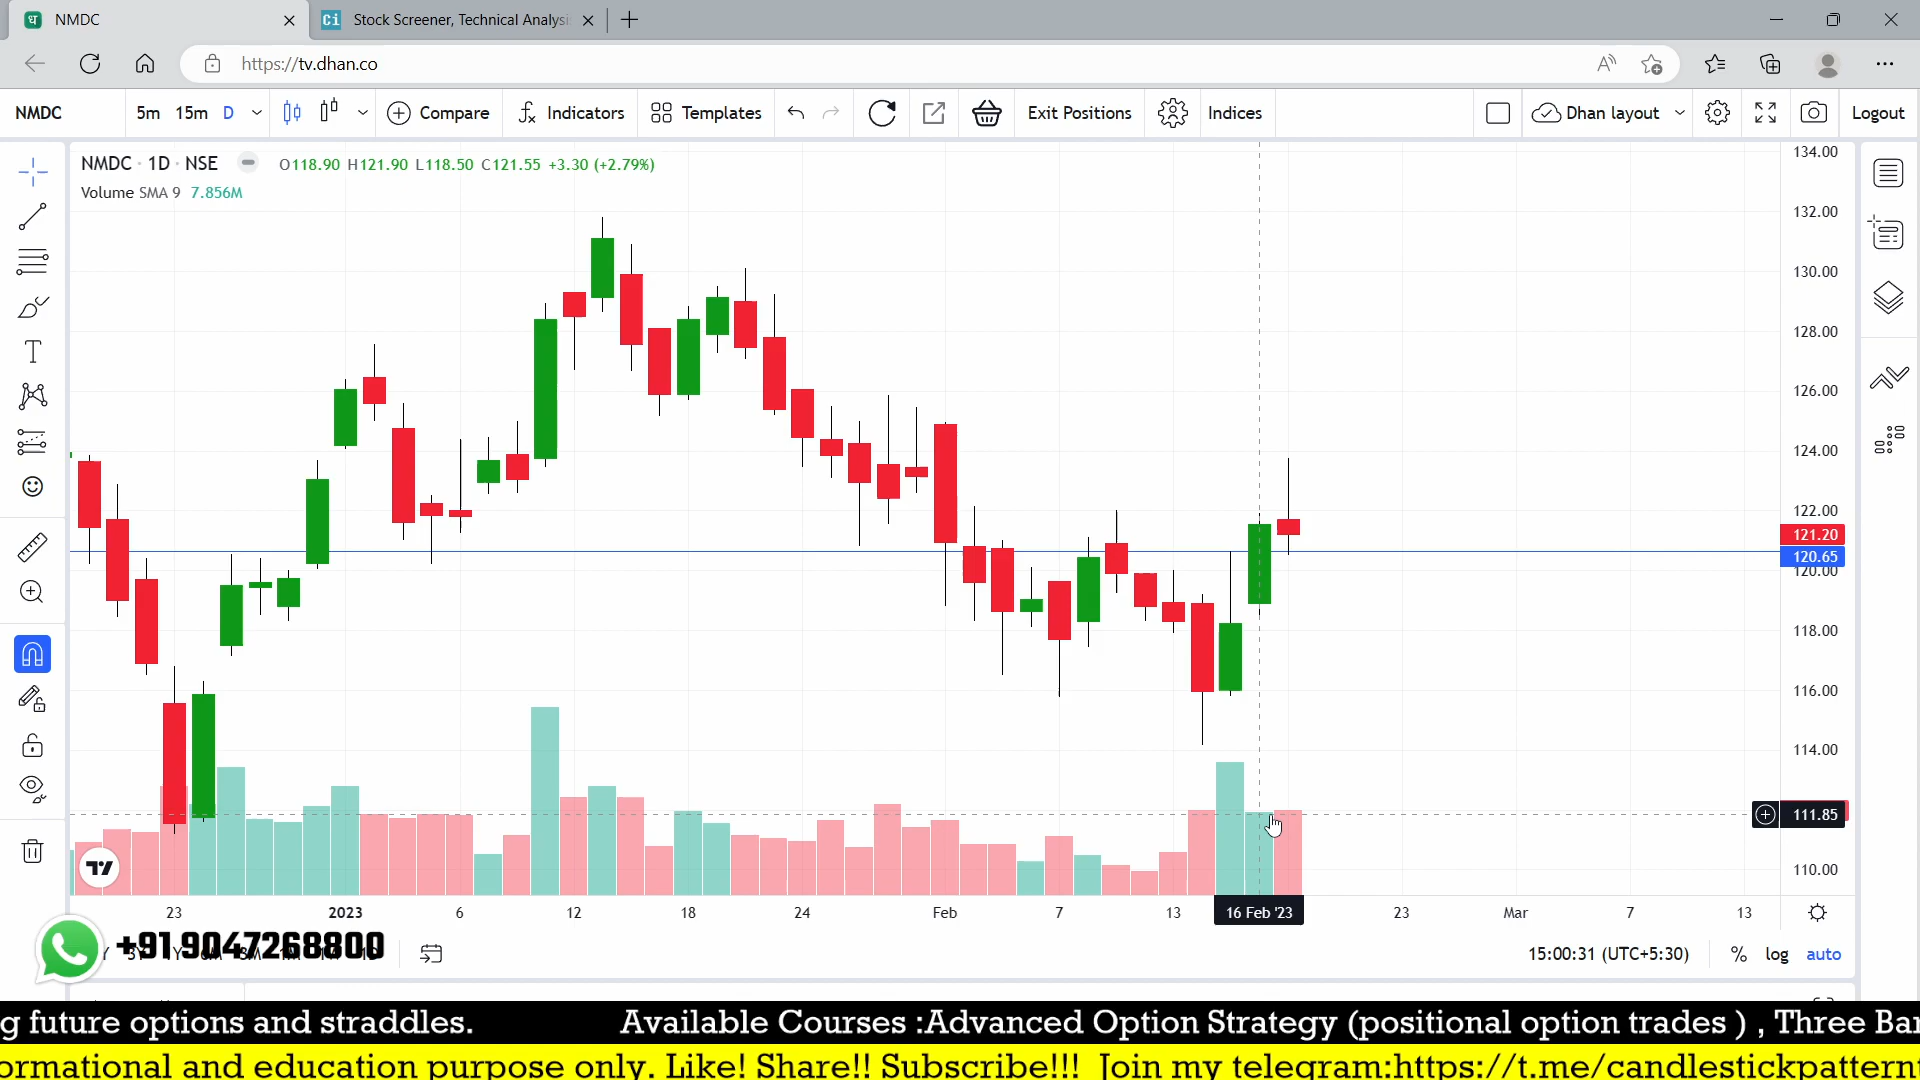 NMDC
Ci Stock Screener, Technical Analysis
https://tv.dhan.co
NMDC 5m 15m D Compare Indicators Templates Exit Positions Indices Dhan layout Logout
NMDC · 1D · NSE O118.90 H121.90 L118.50 C121.55 +3.30 (+2.79%)
Volume SMA 9 7.856M
134.00
132.00
130.00
128.00
126.00
124.00
122.00
121.20
120.65
120.00
118.00
116.00
114.00
111.85
110.00
23 2023 6 12 18 24 Feb 7 13 16 Feb '23 23 Mar 7 13
+91 9047268800
15:00:31 (UTC+5:30) % log auto
g future options and straddles. Available Courses :Advanced Option Strategy (positional option trades ) , Three Bar
ormational and education purpose only. Like! Share!! Subscribe!!! Join my telegram:https://t.me/candlestickpattern